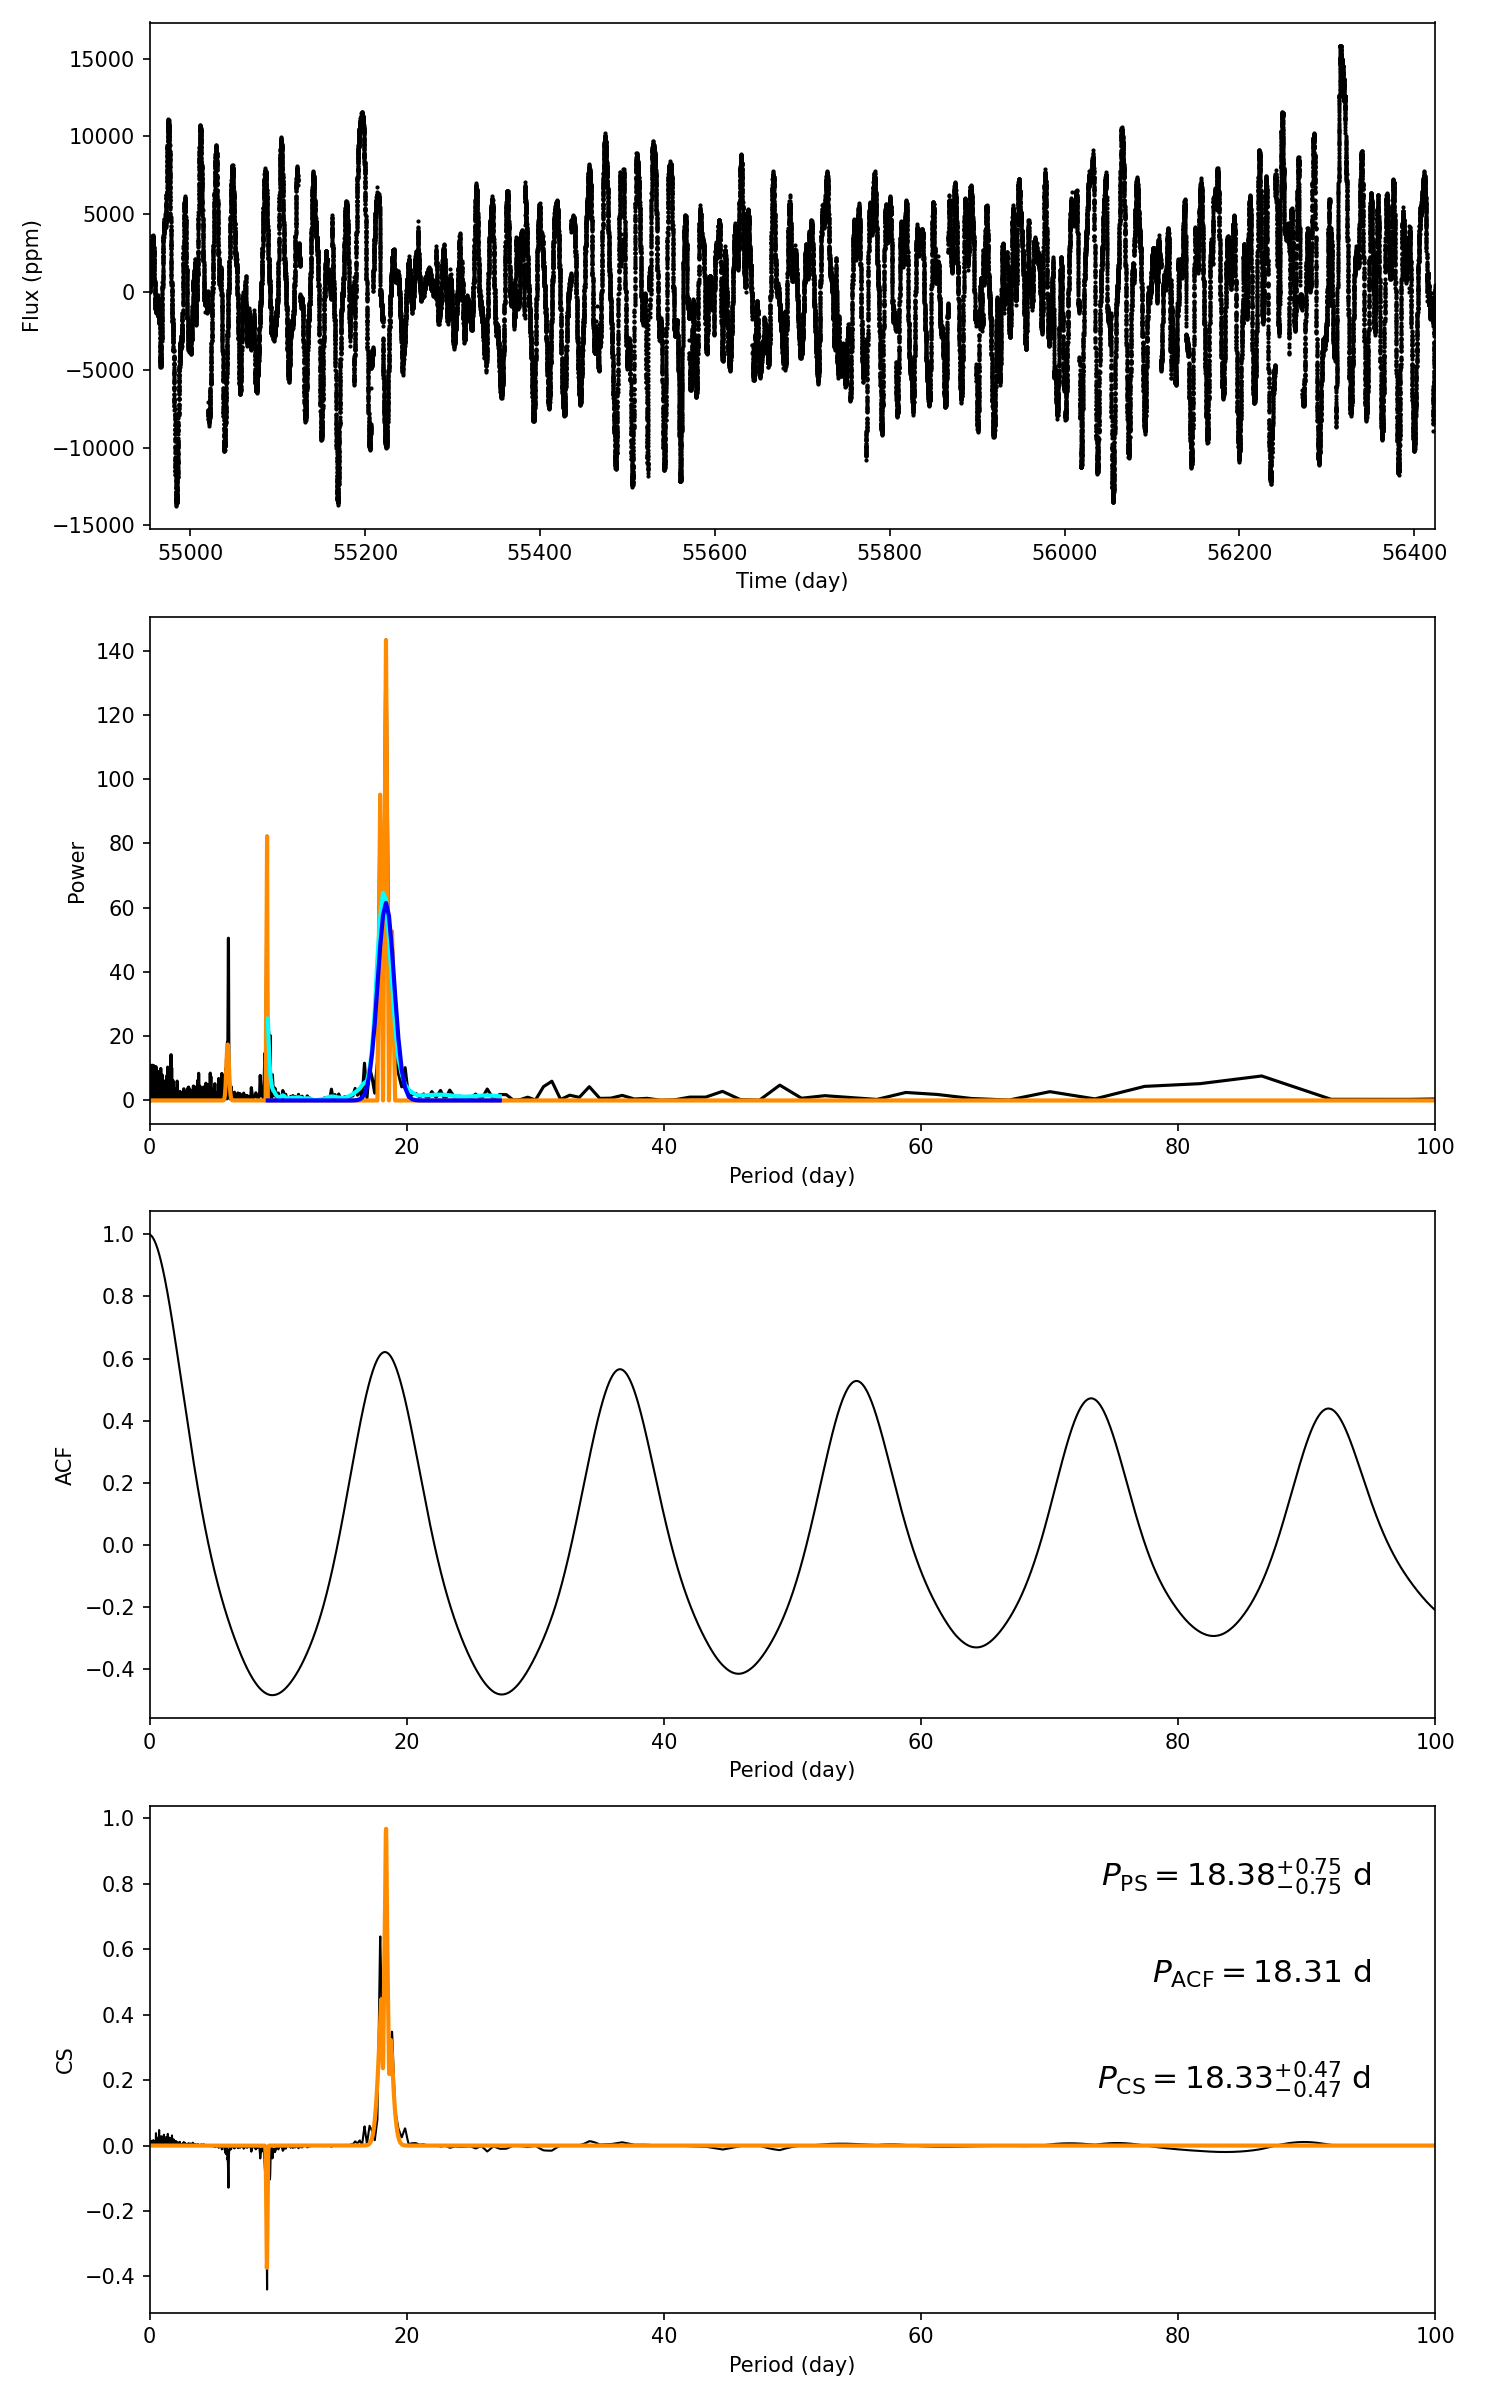 15000
10000
5000
0
−5000
−10000
−15000
Flux (ppm)
55000 55200 55400 55600 55800 56000 56200 56400
Time (day)
140
120
100
80
60
40
20
0
Power
0 20 40 60 80 100
Period (day)
1.0
0.8
0.6
0.4
0.2
0.0
−0.2
−0.4
ACF
0 20 40 60 80 100
Period (day)
1.0
0.8
0.6
0.4
0.2
0.0
−0.2
−0.4
CS
P_PS = 18.38 +0.75 −0.75 d
P_ACF = 18.31 d
P_CS = 18.33 +0.47 −0.47 d
0 20 40 60 80 100
Period (day)